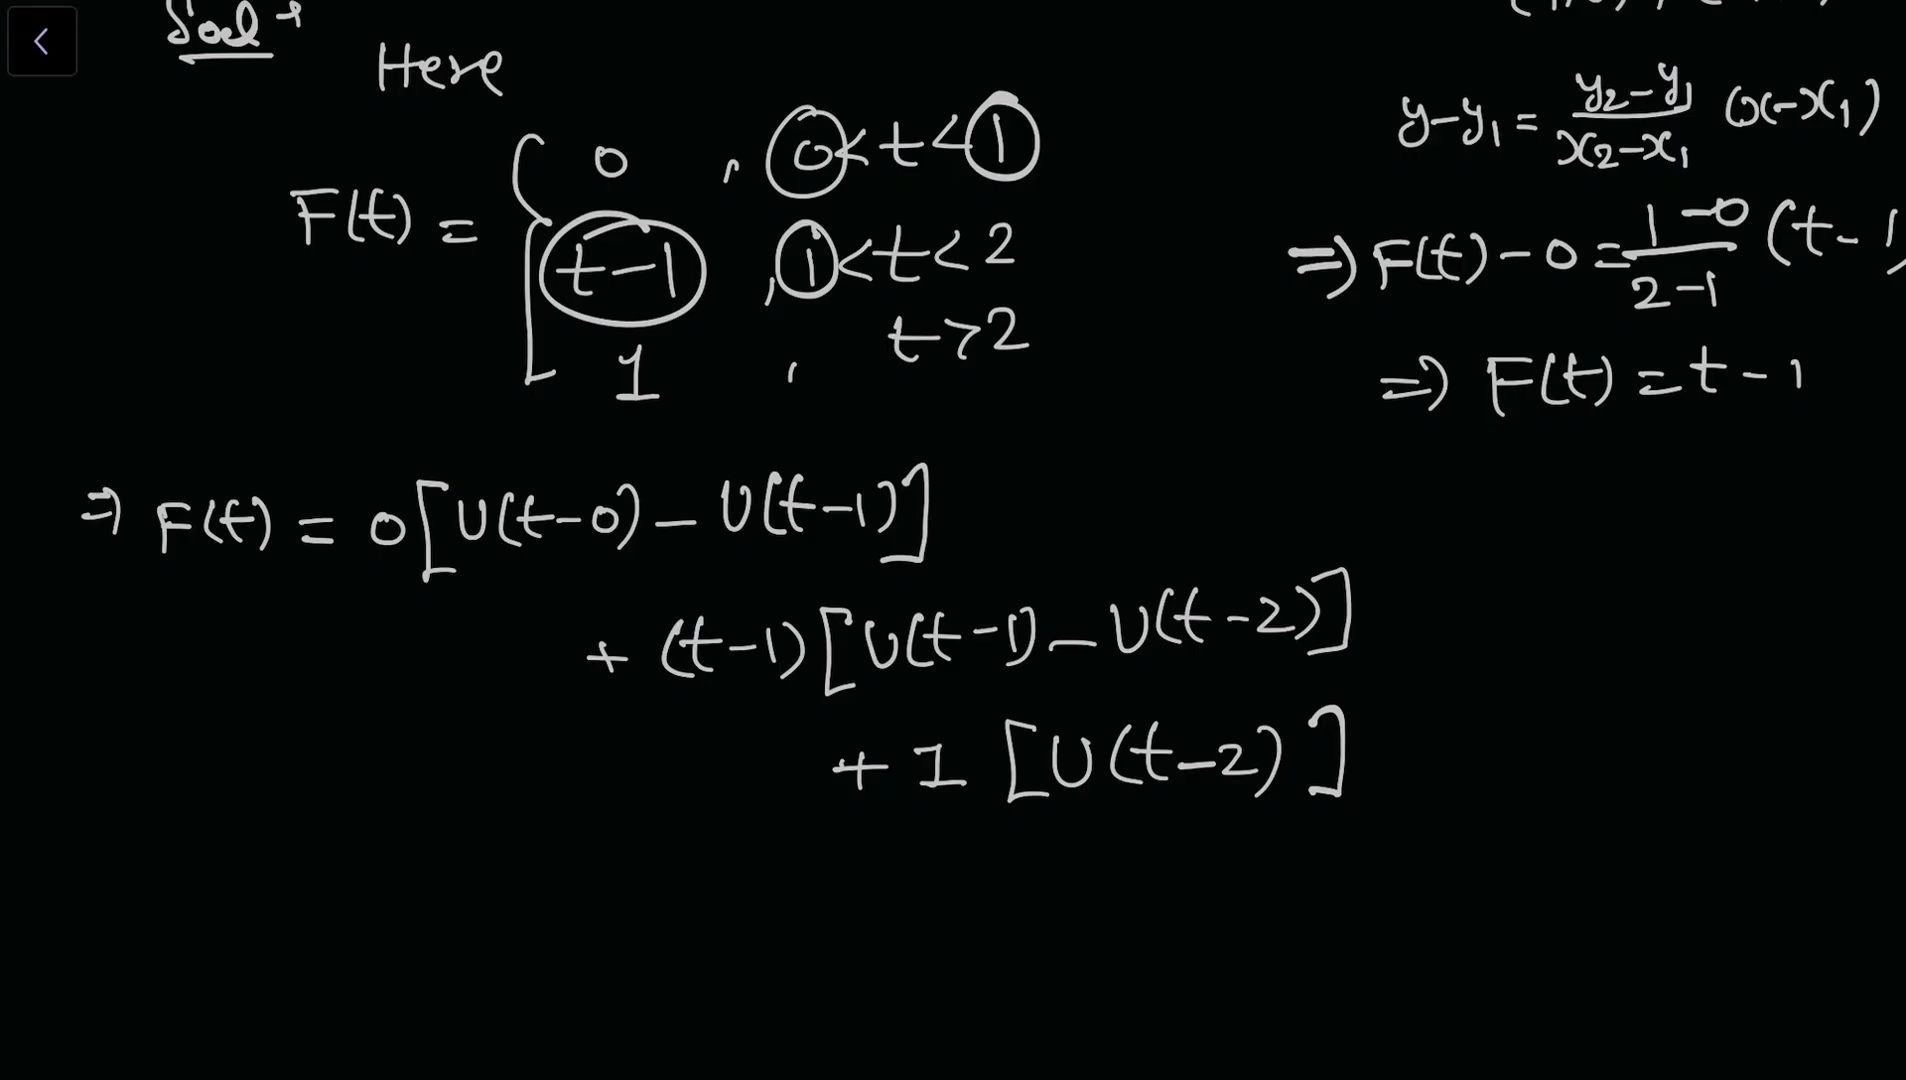 Sol
Here
F(t) = { 0 , 0<t<1
t-1 , 1<t<2
1 , t>2
y-y₁ = (y₂-y₁)/(x₂-x₁) (x-x₁)
⇒ F(t)-0 = (1-0)/(2-1) (t-1)
⇒ F(t) = t-1
⇒ F(t) = 0[U(t-0) - U(t-1)]
+ (t-1)[U(t-1) - U(t-2)]
+ 1 [U(t-2)]